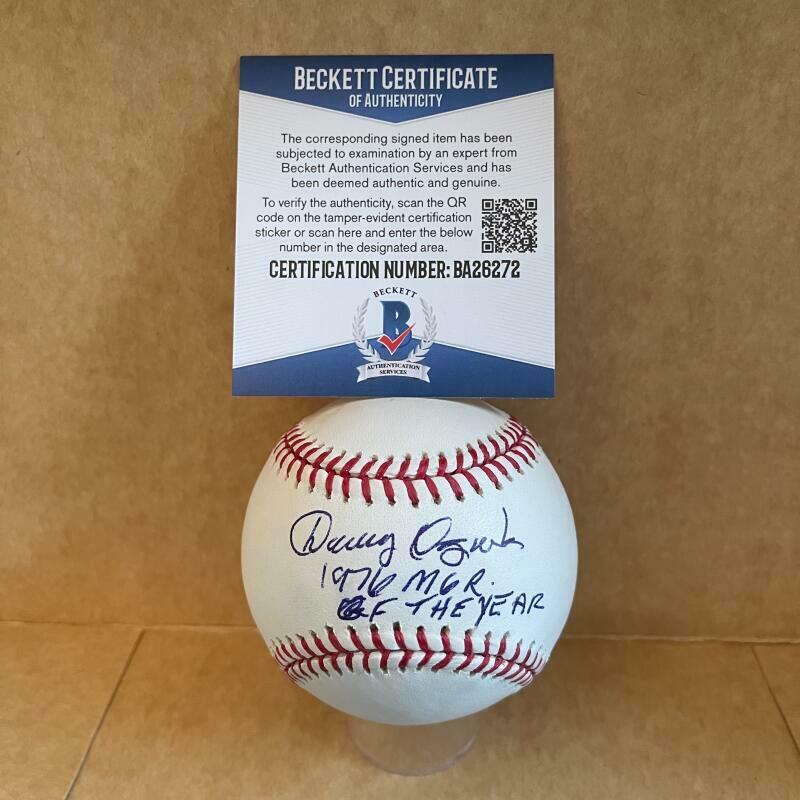 BECKETT CERTIFICATE
OF AUTHENTICITY
The corresponding signed item has been
subjected to examination by an expert from
Beckett Authentication Services and has
been deemed authentic and genuine.
To verify the authenticity, scan the QR
code on the tamper-evident certification
sticker or scan here and enter the below
number in the designated area.
CERTIFICATION NUMBER: BA26272
BECKETT
B
AUTHENTICATION
SERVICES
Danny Ozark
1976 MGR.
OF THE YEAR